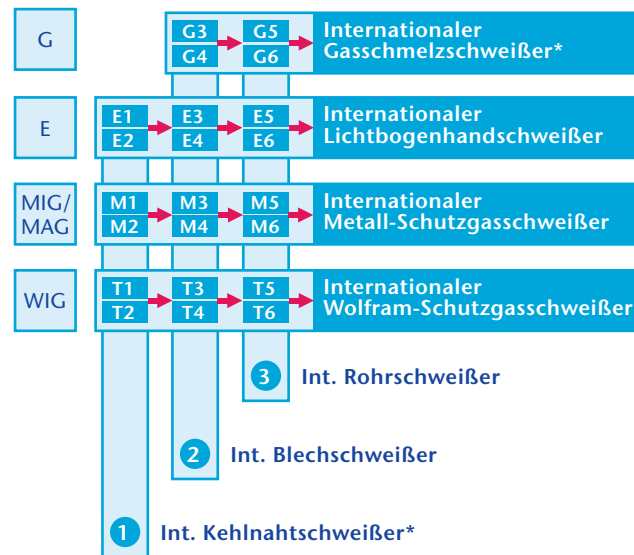 G
G3
G4
G5
G6
Internationaler
Gasschmelzschweißer*
E
E1
E2
E3
E4
E5
E6
Internationaler
Lichtbogenhandschweißer
MIG/
MAG
M1
M2
M3
M4
M5
M6
Internationaler
Metall-Schutzgasschweißer
WIG
T1
T2
T3
T4
T5
T6
Internationaler
Wolfram-Schutzgasschweißer
3 Int. Rohrschweißer
2 Int. Blechschweißer
1 Int. Kehlnahtschweißer*